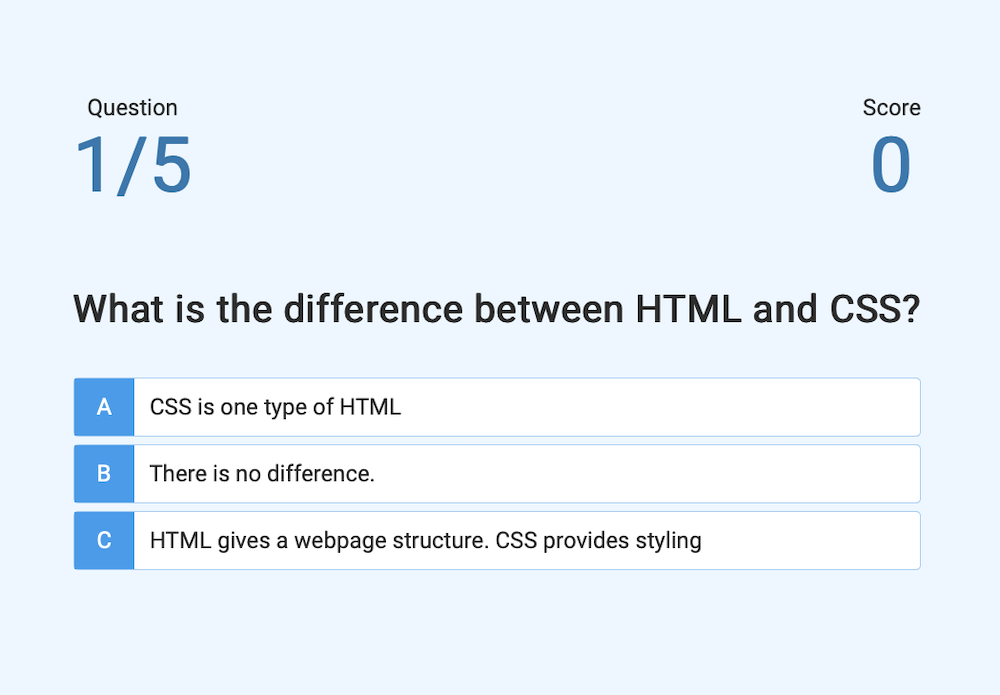 Question
1/5
Score
0
What is the difference between HTML and CSS?
A
CSS is one type of HTML
B
There is no difference.
C
HTML gives a webpage structure. CSS provides styling